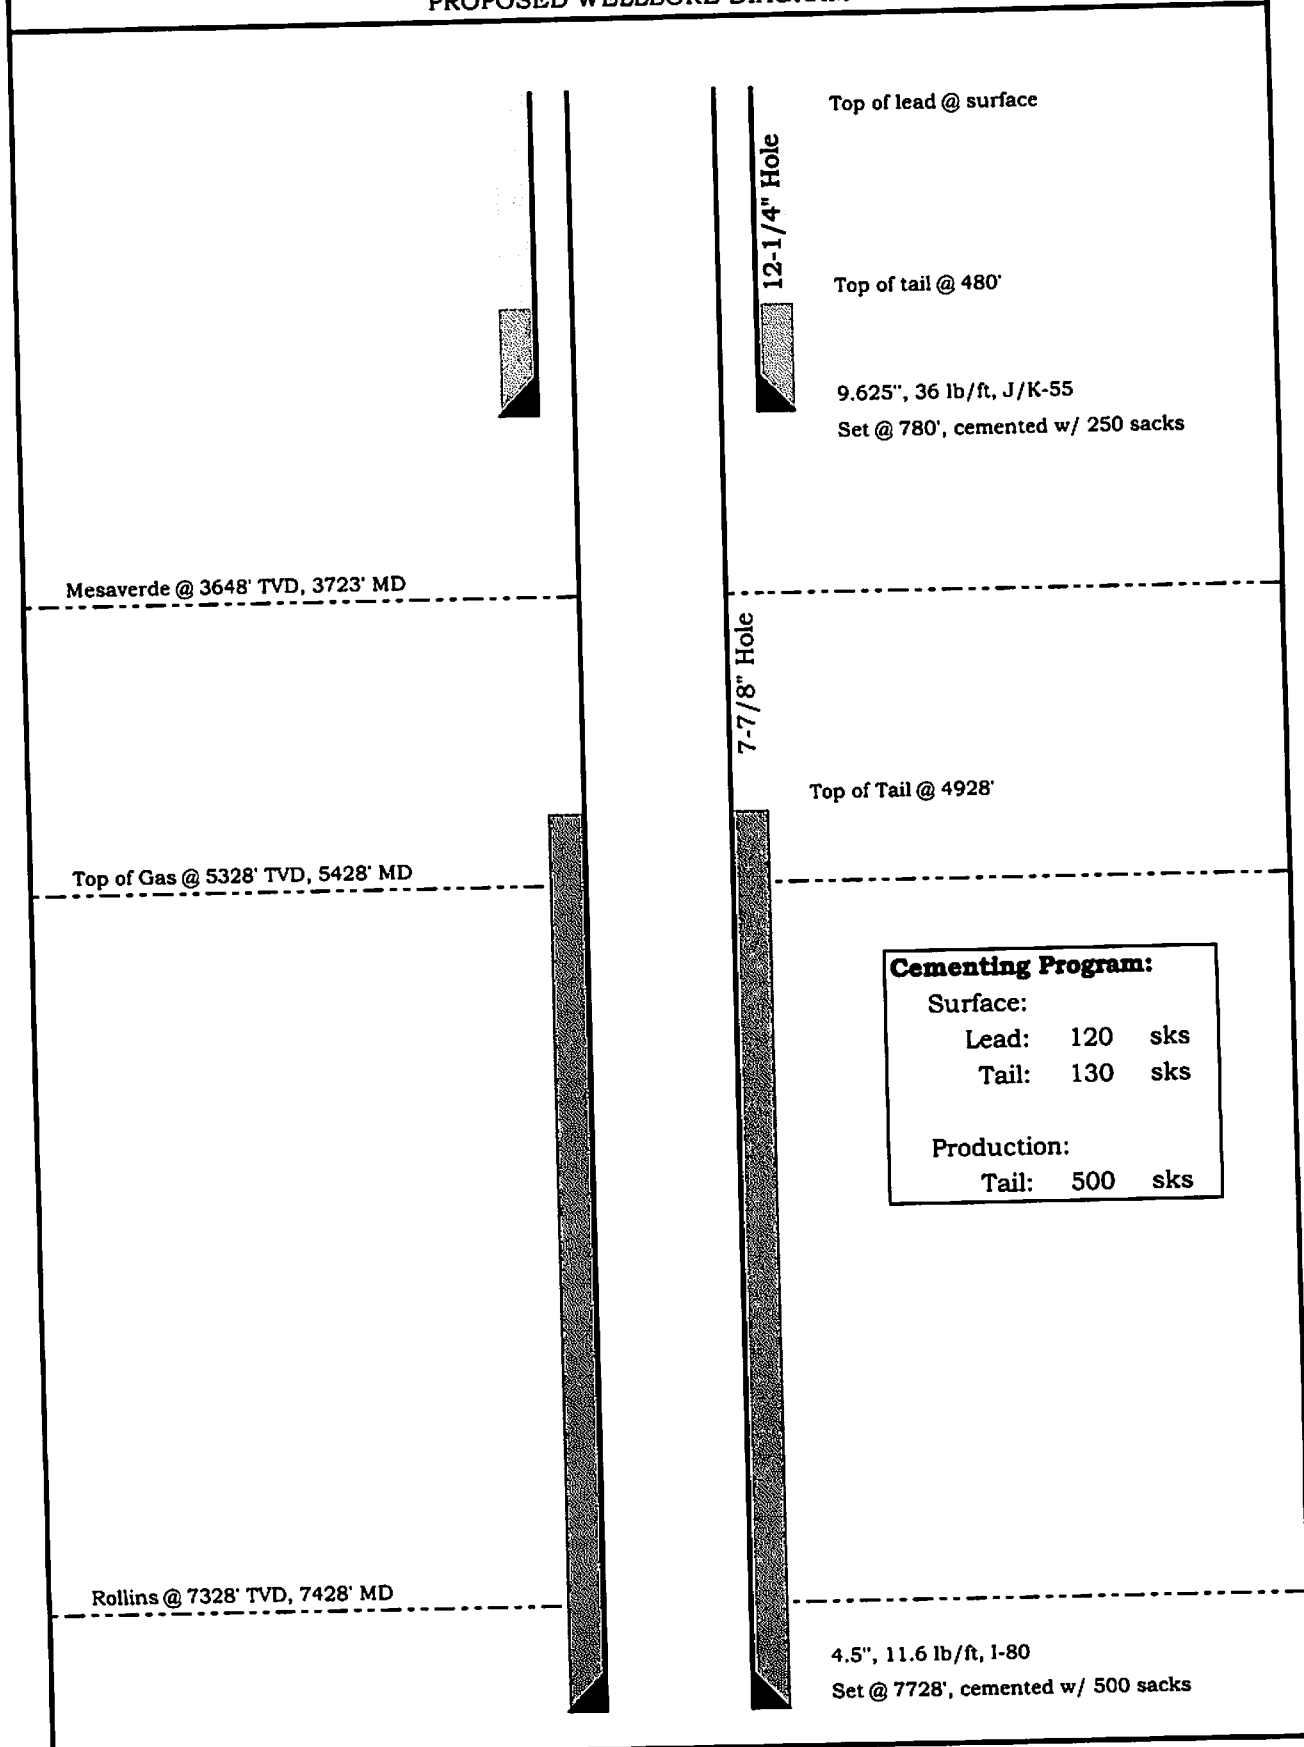 PROPOSED WELLBORE DIAGRAM
Top of lead @ surface
12-1/4" Hole
Top of tail @ 480'
9.625", 36 lb/ft, J/K-55
Set @ 780', cemented w/ 250 sacks
Mesaverde @ 3648' TVD, 3723' MD
7-7/8" Hole
Top of Tail @ 4928'
Top of Gas @ 5328' TVD, 5428' MD
Cementing Program:
Surface:
Lead: 120 sks
Tail: 130 sks
Production:
Tail: 500 sks
Rollins @ 7328' TVD, 7428' MD
4.5", 11.6 lb/ft, I-80
Set @ 7728', cemented w/ 500 sacks